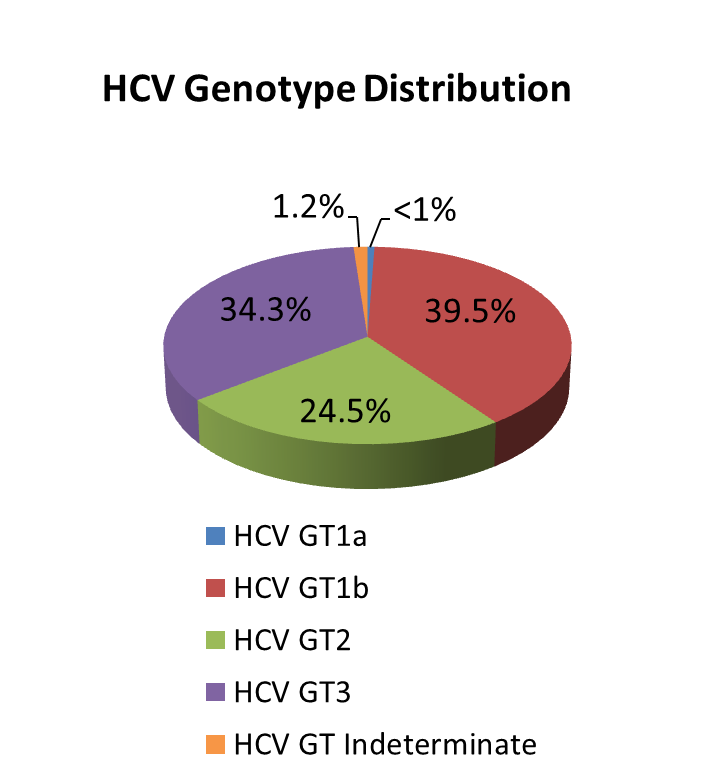 HCV Genotype Distribution
1.2% <1%
34.3% 39.5%
24.5%
HCV GT1a
HCV GT1b
HCV GT2
HCV GT3
HCV GT Indeterminate